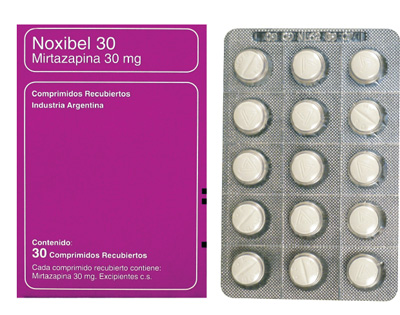 Noxibel 30
Mirtazapina 30 mg
Comprimidos Recubiertos
Industria Argentina
Contenido:
30 Comprimidos Recubiertos
Cada comprimido recubierto contiene:
Mirtazapina 30 mg. Excipientes c.s.